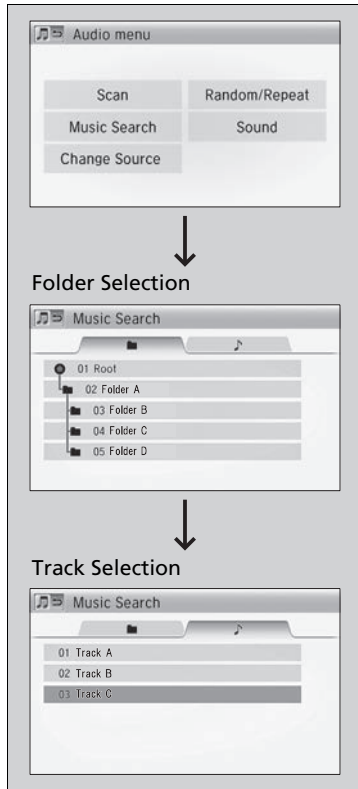 Audio menu
Scan Random/Repeat
Music Search Sound
Change Source
Folder Selection
Music Search
01 Root
02 Folder A
03 Folder B
04 Folder C
05 Folder D
Track Selection
Music Search
01 Track A
02 Track B
03 Track C